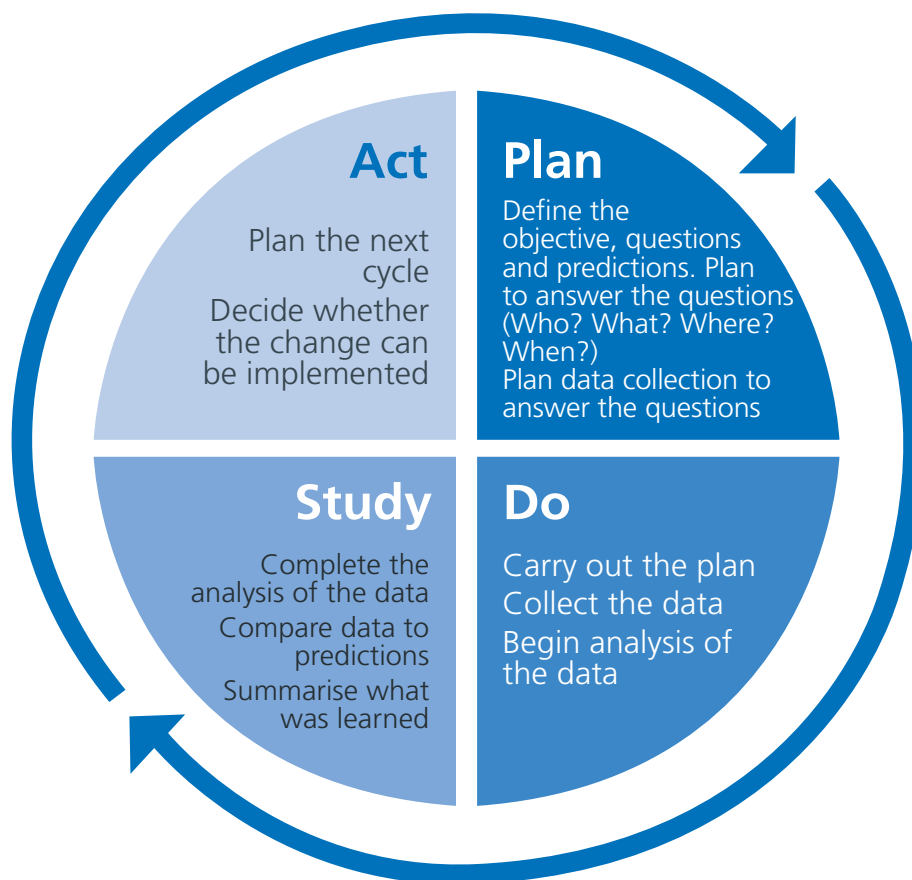 Act
Plan the next
cycle
Decide whether
the change can
be implemented
Plan
Define the
objective, questions
and predictions. Plan
to answer the questions
(Who? What? Where?
When?)
Plan data collection to
answer the questions
Study
Complete the
analysis of the data
Compare data to
predictions
Summarise what
was learned
Do
Carry out the plan
Collect the data
Begin analysis of
the data